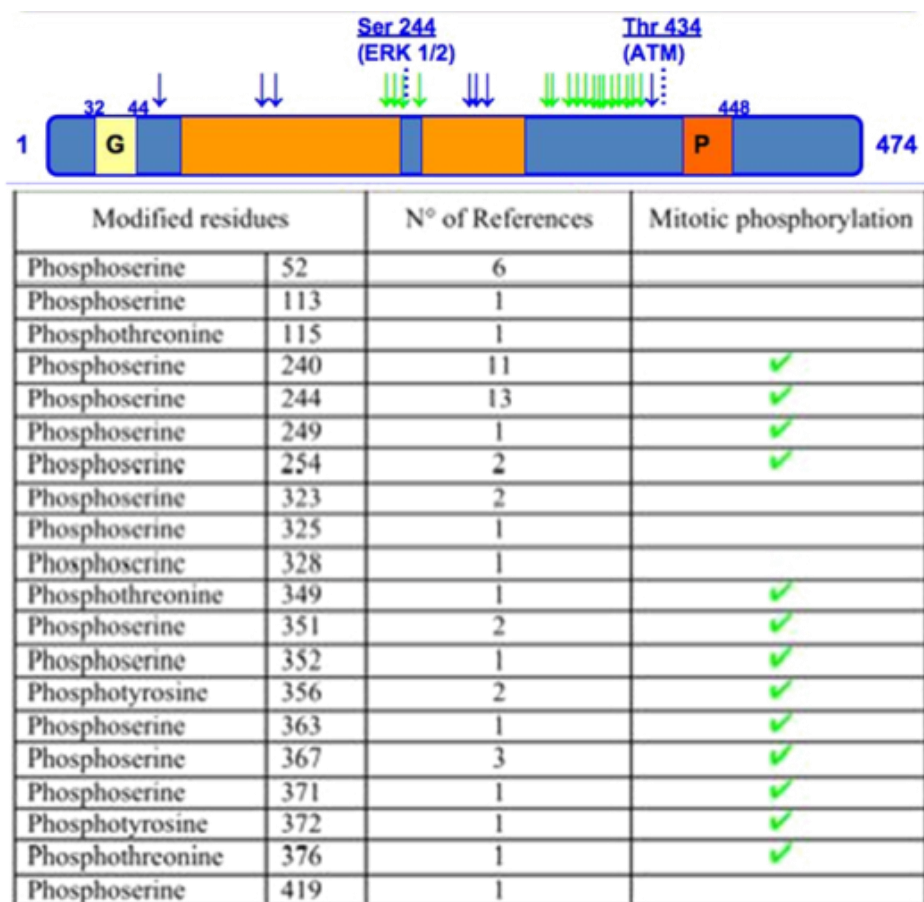 Ser 244 Thr 434
(ERK 1/2) (ATM)
32 44 448
1 G P 474
Modified residues N° of References Mitotic phosphorylation
Phosphoserine 52 6
Phosphoserine 113 1
Phosphothreonine 115 1
Phosphoserine 240 11 ✓
Phosphoserine 244 13 ✓
Phosphoserine 249 1 ✓
Phosphoserine 254 2 ✓
Phosphoserine 323 2
Phosphoserine 325 1
Phosphoserine 328 1
Phosphothreonine 349 1 ✓
Phosphoserine 351 2 ✓
Phosphoserine 352 1 ✓
Phosphotyrosine 356 2 ✓
Phosphoserine 363 1 ✓
Phosphoserine 367 3 ✓
Phosphoserine 371 1 ✓
Phosphotyrosine 372 1 ✓
Phosphothreonine 376 1 ✓
Phosphoserine 419 1